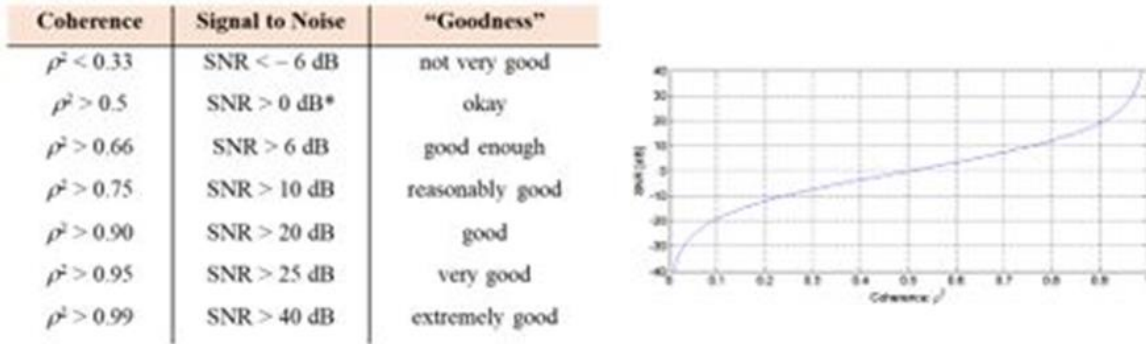 Coherence Signal to Noise “Goodness”
ρ² < 0.33 SNR < – 6 dB not very good
ρ² > 0.5 SNR > 0 dB* okay
ρ² > 0.66 SNR > 6 dB good enough
ρ² > 0.75 SNR > 10 dB reasonably good
ρ² > 0.90 SNR > 20 dB good
ρ² > 0.95 SNR > 25 dB very good
ρ² > 0.99 SNR > 40 dB extremely good
40
30
20
10
0
-10
-20
-30
-40
SNR [dB]
0 0.1 0.2 0.3 0.4 0.5 0.6 0.7 0.8 0.9
Coherence: ρ²